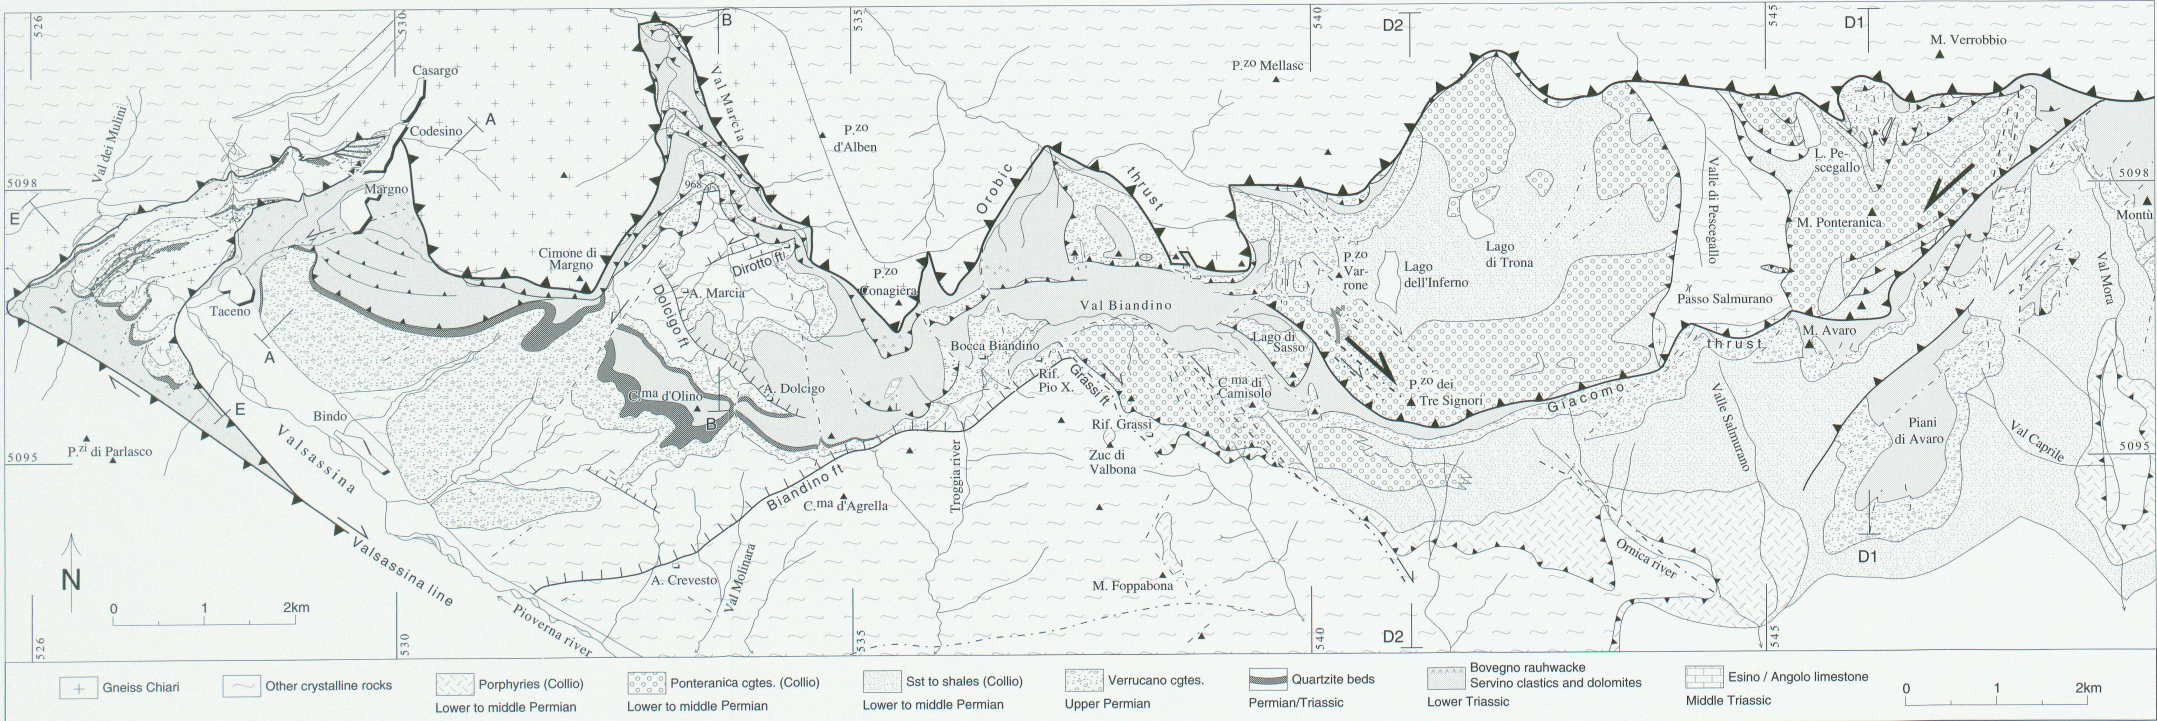 526
530
B
535
540
D2
545
D1
M. Verrobbio
P.zo Mellasc
Casargo
Codesino
A
Val dei Mulini
Val Marcia
P.zo
d'Alben
Orobic
thrust
L. Pe-
scegallo
5098
5098
Margno
968
E
Montù
Valle di Pescegallo
M. Ponteranica
Cimone di
Margno
Dirotto ft
P.zo
Conagiera
P.zo
Var-
rone
Lago
dell'Inferno
Lago
di Trona
Val Mora
Taceno
A. Marcia
Dolcigo ft
Val Biandino
Passo Salmurano
M. Avaro
thrust
A
Bocca Biandino
Lago di
Sasso
Rif.
Pio X.
Grassi ft
C.ma d'Olino
A. Dolcigo
C.ma di
Camisolo
P.zo dei
Tre Signori
Giacomo
E
Bindo
B
Rif. Grassi
Valle Salmurano
Piani
di Avaro
Val Caprile
Valsassina
P.zi di Parlasco
5095
5095
Zuc di
Valbona
Troggia river
Biandino ft
C.ma d'Agrella
Valsassina line
Ornica river
D1
N
A. Crevesto
Val Molinara
M. Foppabona
0 1 2km
Pioverna river
526
530
535
540
D2
545
Gneiss Chiari
Other crystalline rocks
Porphyries (Collio)
Lower to middle Permian
Ponteranica cgtes. (Collio)
Lower to middle Permian
Sst to shales (Collio)
Lower to middle Permian
Verrucano cgtes.
Upper Permian
Quartzite beds
Permian/Triassic
Bovegno rauhwacke
Servino clastics and dolomites
Lower Triassic
Esino / Angolo limestone
Middle Triassic
0 1 2km